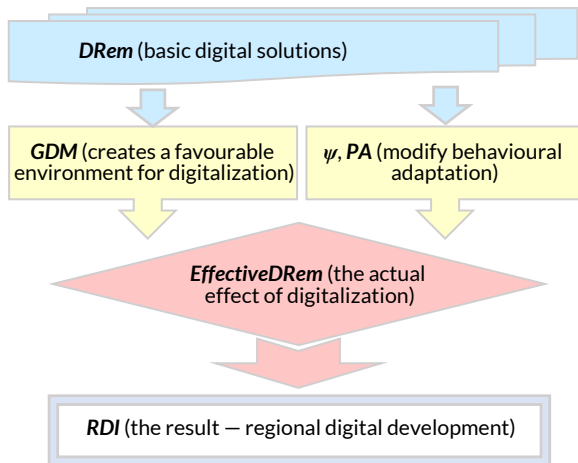 DRem (basic digital solutions)
GDM (creates a favourable
environment for digitalization)
ψ, PA (modify behavioural
adaptation)
EffectiveDRem (the actual
effect of digitalization)
RDI (the result — regional digital development)